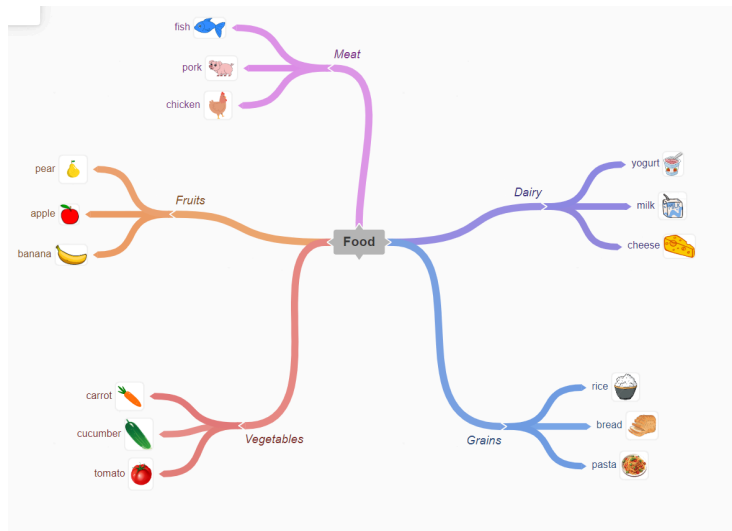 Food
Meat
fish
pork
chicken
Fruits
pear
apple
banana
Vegetables
carrot
cucumber
tomato
Dairy
yogurt
milk
cheese
Grains
rice
bread
pasta